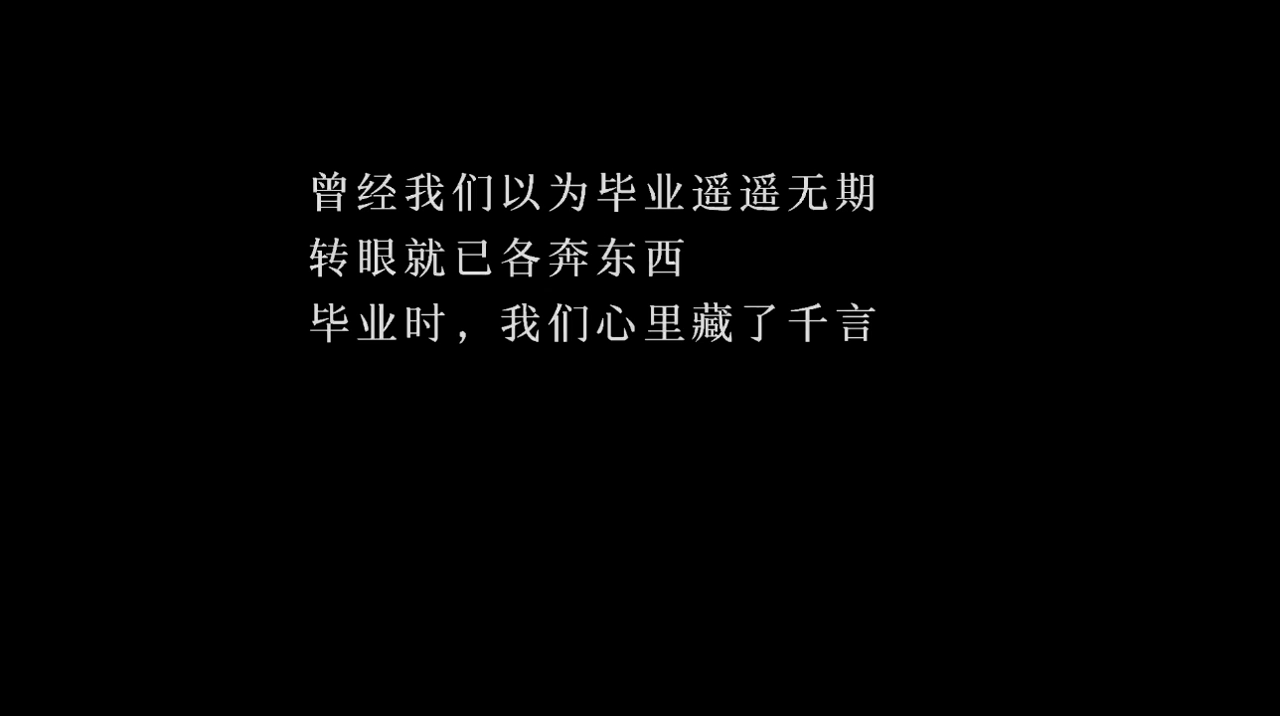 曾经我们以为毕业遥遥无期
转眼就已各奔东西
毕业时，我们心里藏了千言